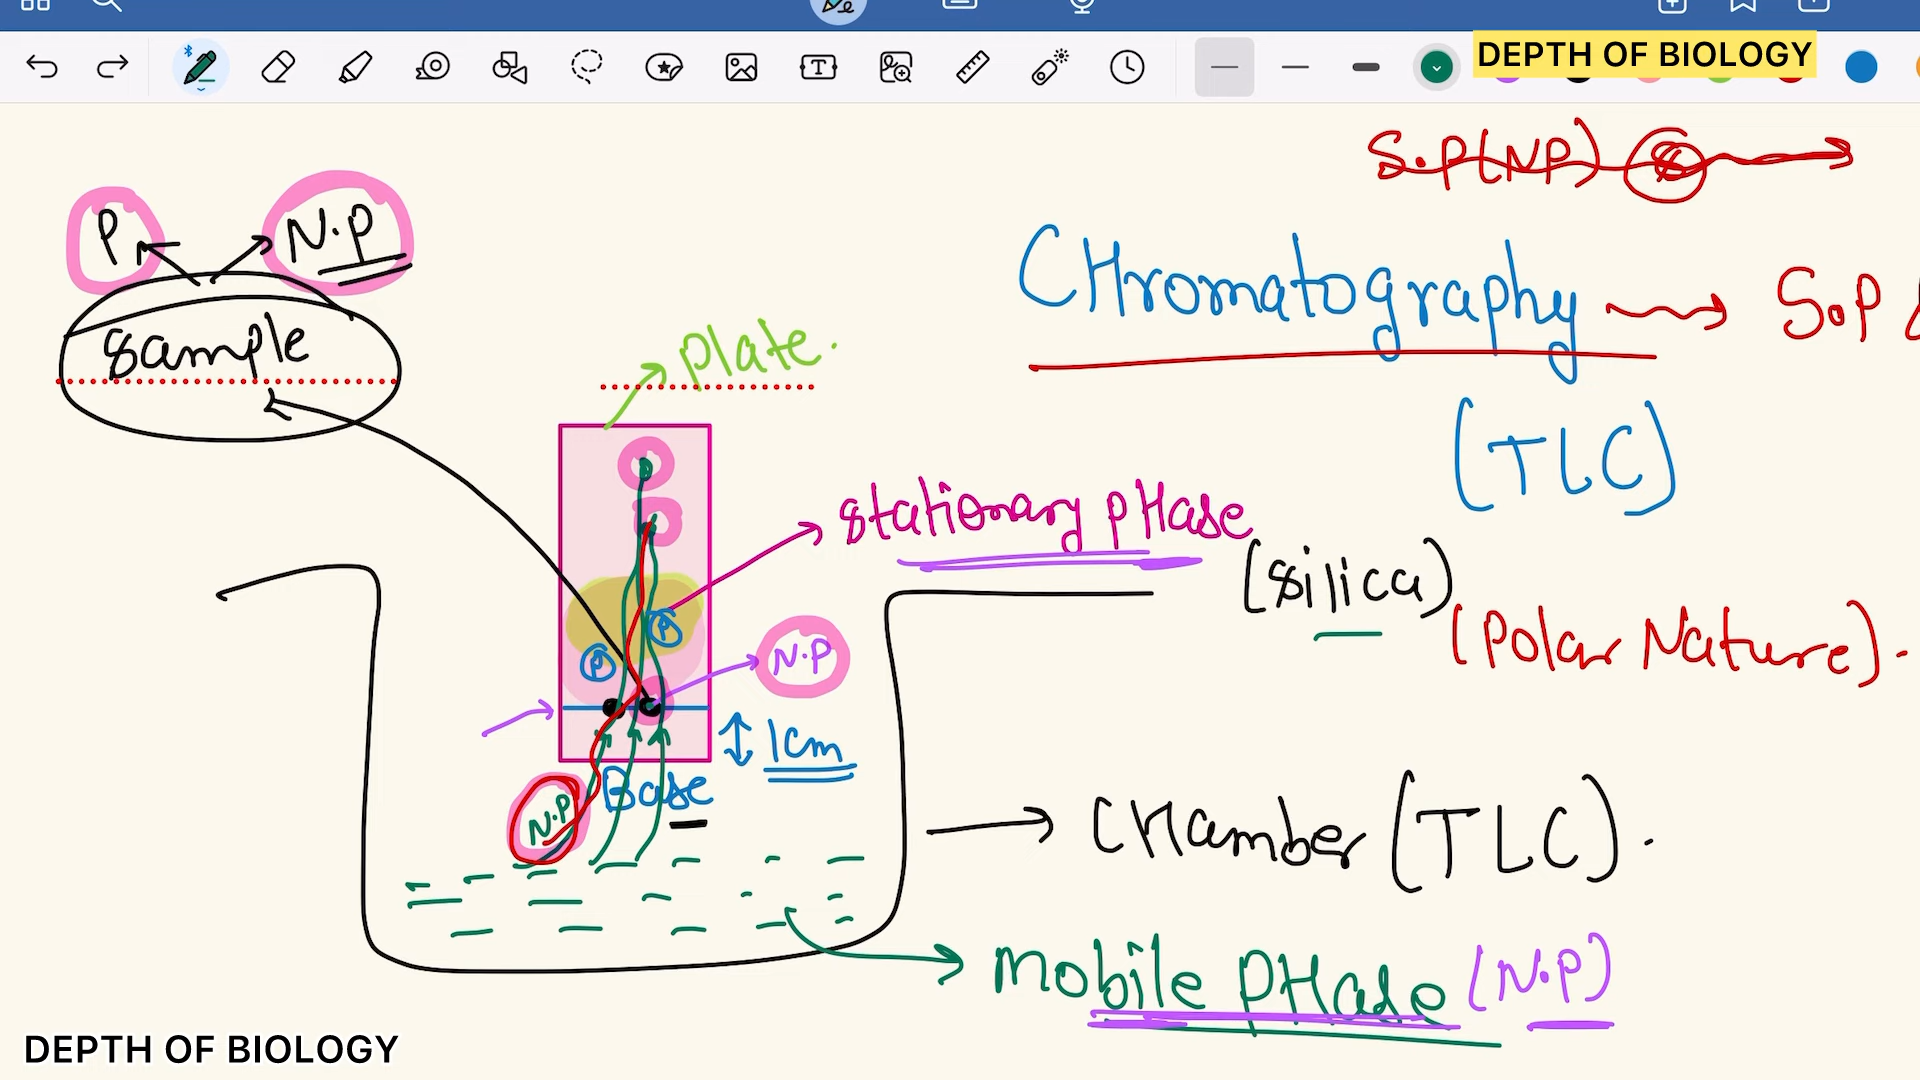 DEPTH OF BIOLOGY
S.P(NP)
P
N.P
CHromatography
S.P
sample
Plate.
(TLC)
stationary pHase
(silica)
(Polar Nature).
P
P
N.P
1cm
Base
N.P
CHamber (TLC).
mobile PHase (N.P)
DEPTH OF BIOLOGY